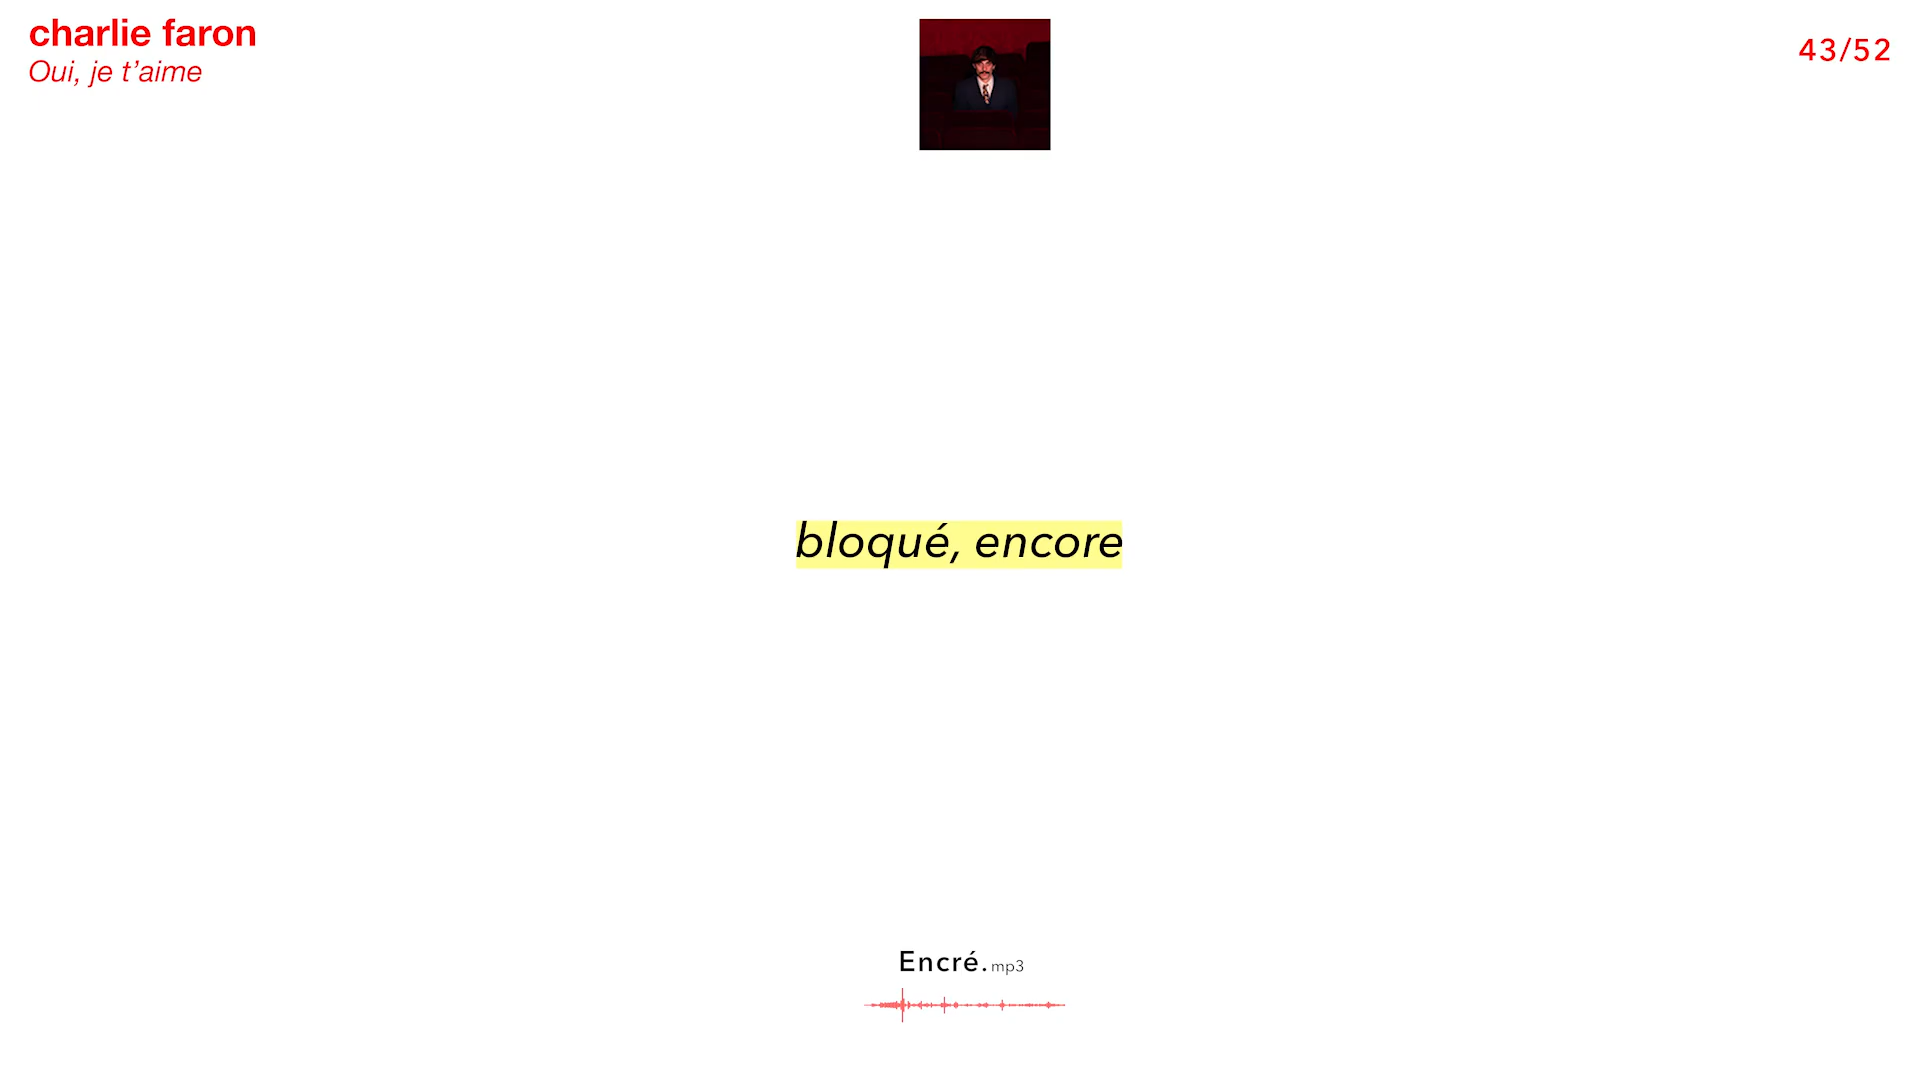 charlie faron
Oui, je t’aime
43/52
bloqué, encore
Encré.mp3